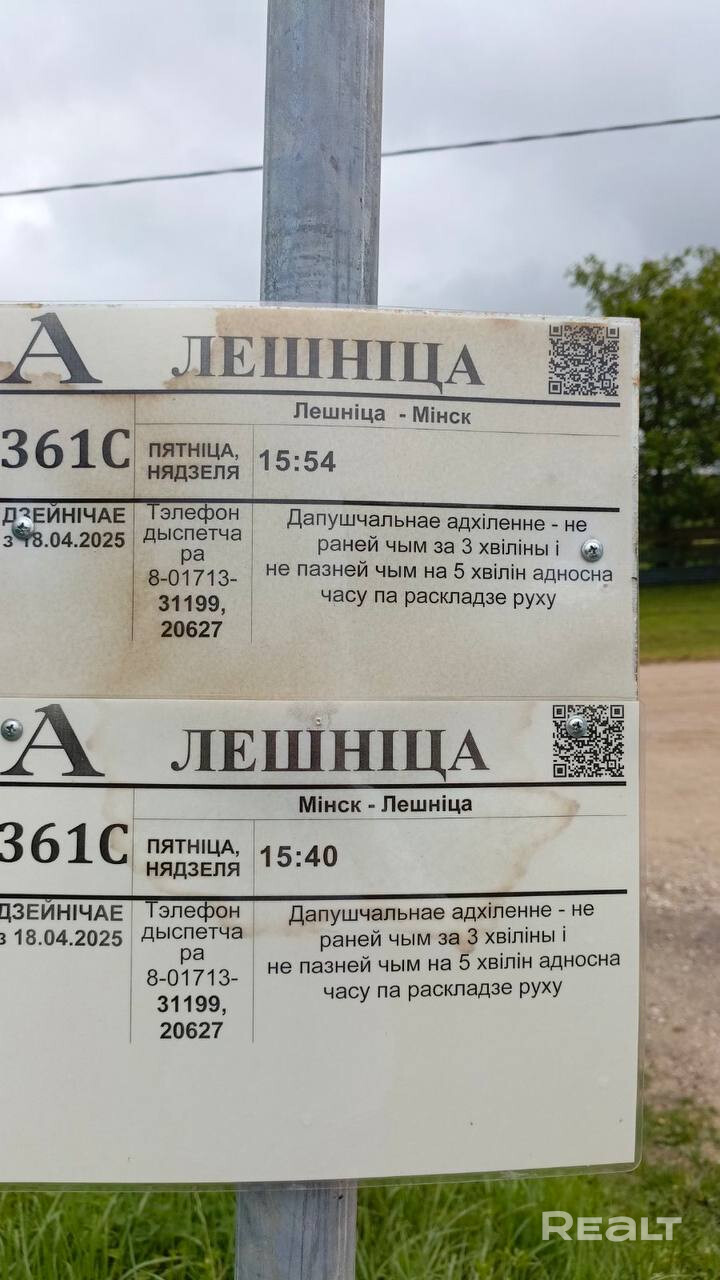 А ЛЕШНІЦА
Лешніца - Мінск
361С
ПЯТНІЦА,
НЯДЗЕЛЯ
15:54
ДЗЕЙНІЧАЕ
з 18.04.2025
Тэлефон
дыспетча
ра
8-01713-
31199,
20627
Дапушчальнае адхіленне - не
раней чым за 3 хвіліны і
не пазней чым на 5 хвілін адносна
часу па раскладзе руху
А ЛЕШНІЦА
Мінск - Лешніца
361С
ПЯТНІЦА,
НЯДЗЕЛЯ
15:40
ДЗЕЙНІЧАЕ
з 18.04.2025
Тэлефон
дыспетча
ра
8-01713-
31199,
20627
Дапушчальнае адхіленне - не
раней чым за 3 хвіліны і
не пазней чым на 5 хвілін адносна
часу па раскладзе руху
REALT